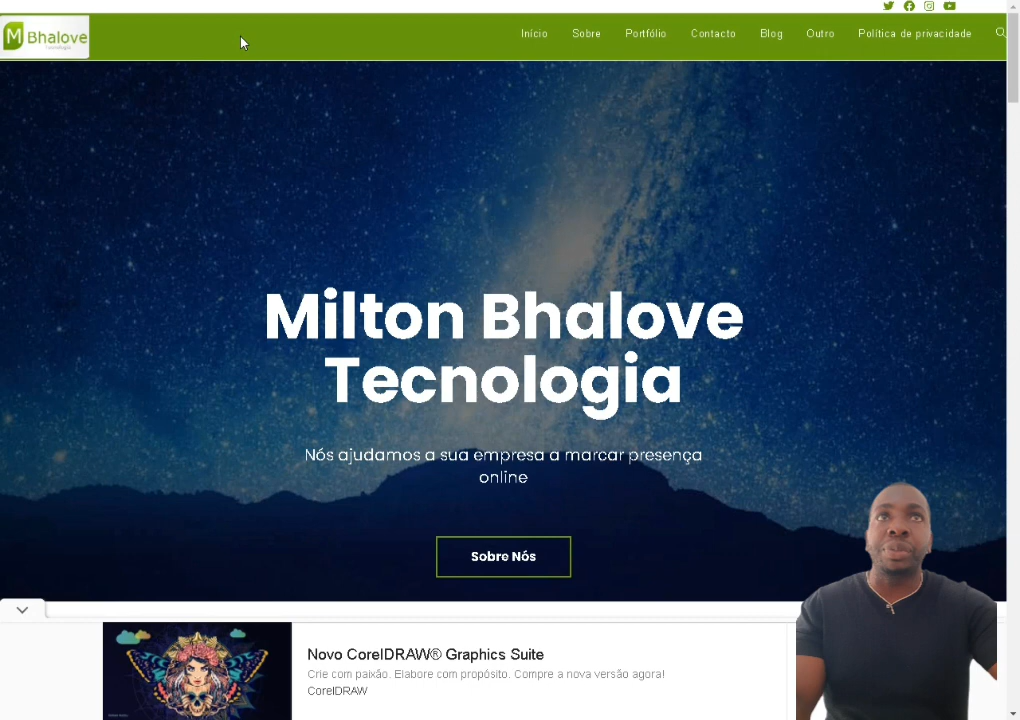 M Bhalove
Tecnologia
Início Sobre Portfólio Contacto Blog Outro Política de privacidade
Milton Bhalove
Tecnologia
Nós ajudamos a sua empresa a marcar presença
online
Sobre Nós
Novo CorelDRAW® Graphics Suite
Crie com paixão. Elabore com propósito. Compre a nova versão agora!
CorelDRAW